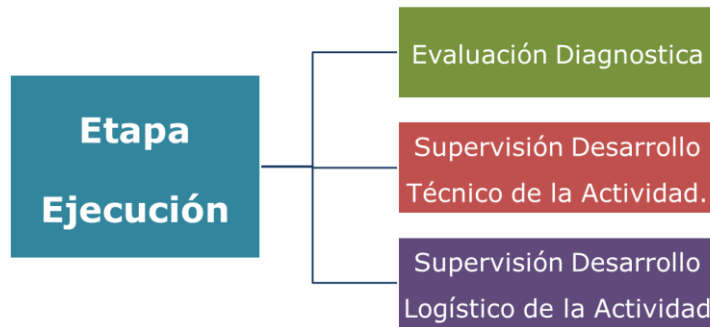 Etapa
Ejecución
Evaluación Diagnostica
Supervisión Desarrollo
Técnico de la Actividad.
Supervisión Desarrollo
Logístico de la Actividad